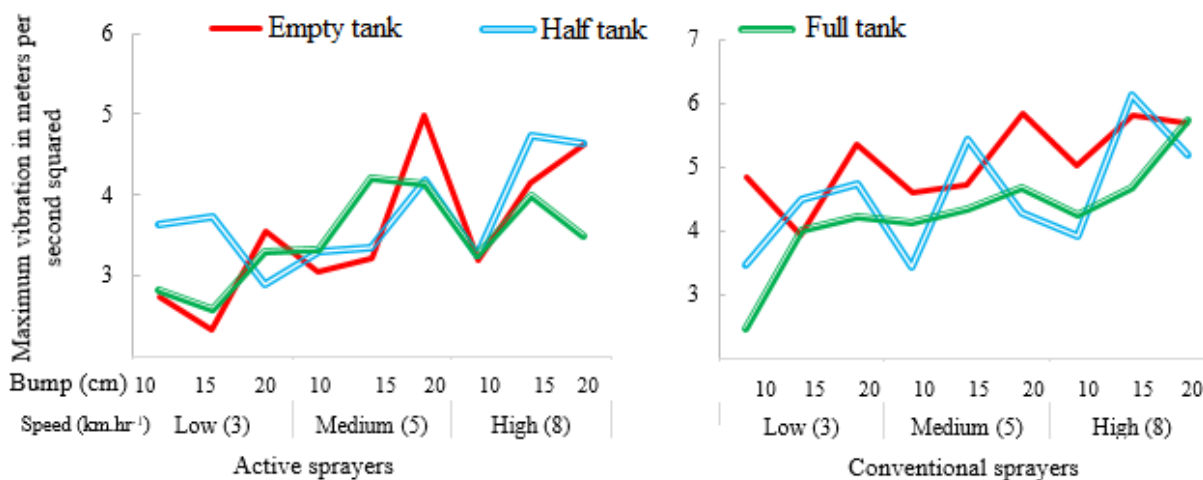 Maximum vibration in meters per
second squared
Empty tank
Half tank
Full tank
6
5
4
3
7
6
5
4
3
Bump (cm) 10 15 20 10 15 20 10 15 20
10 15 20 10 15 20 10 15 20
Speed (km.hr⁻¹) Low (3) Medium (5) High (8)
Low (3) Medium (5) High (8)
Active sprayers
Conventional sprayers